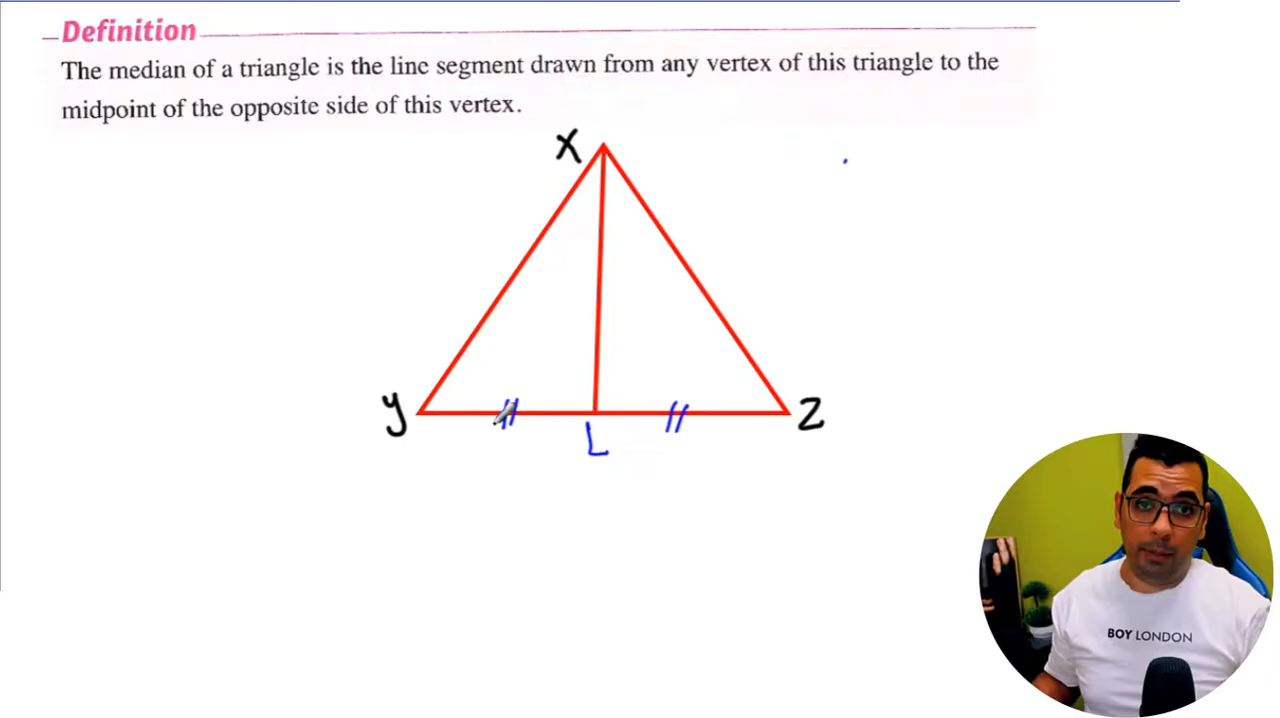 Definition
The median of a triangle is the line segment drawn from any vertex of this triangle to the
midpoint of the opposite side of this vertex.
X
y
Z
L
BOY LONDON